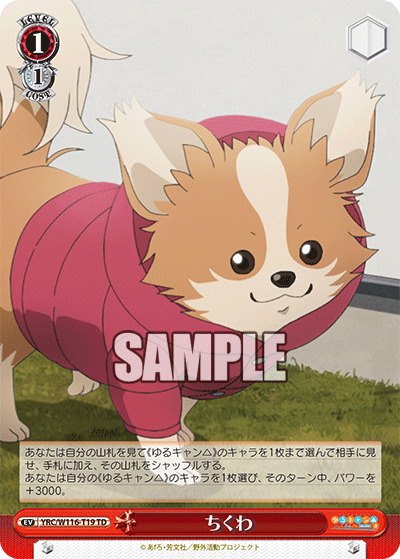 LEVEL
1
1
COST
SAMPLE
あなたは自分の山札を見て《ゆるキャン△》のキャラを1枚まで選んで相手に見
せ、手札に加え、その山札をシャッフルする。
あなたは自分の《ゆるキャン△》のキャラを1枚選び、そのターン中、パワーを
+3000。
EV YRC/W116-T19 TD
ちくわ
©あfろ・芳文社／野外活動プロジェクト